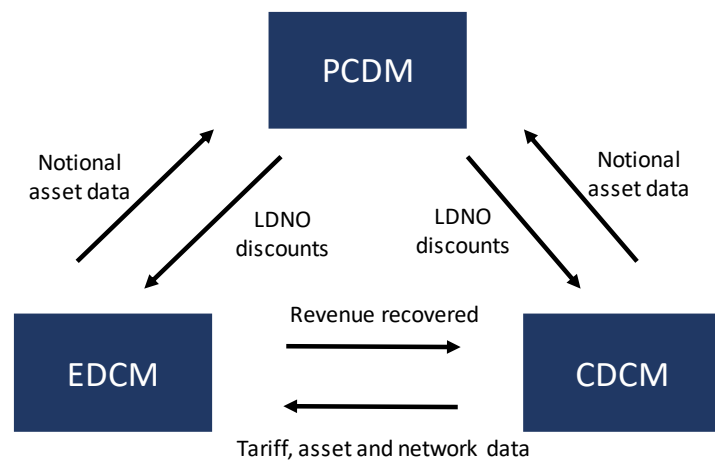 PCDM
Notional
asset data
LDNO
discounts
LDNO
discounts
Notional
asset data
Revenue recovered
EDCM
CDCM
Tariff, asset and network data